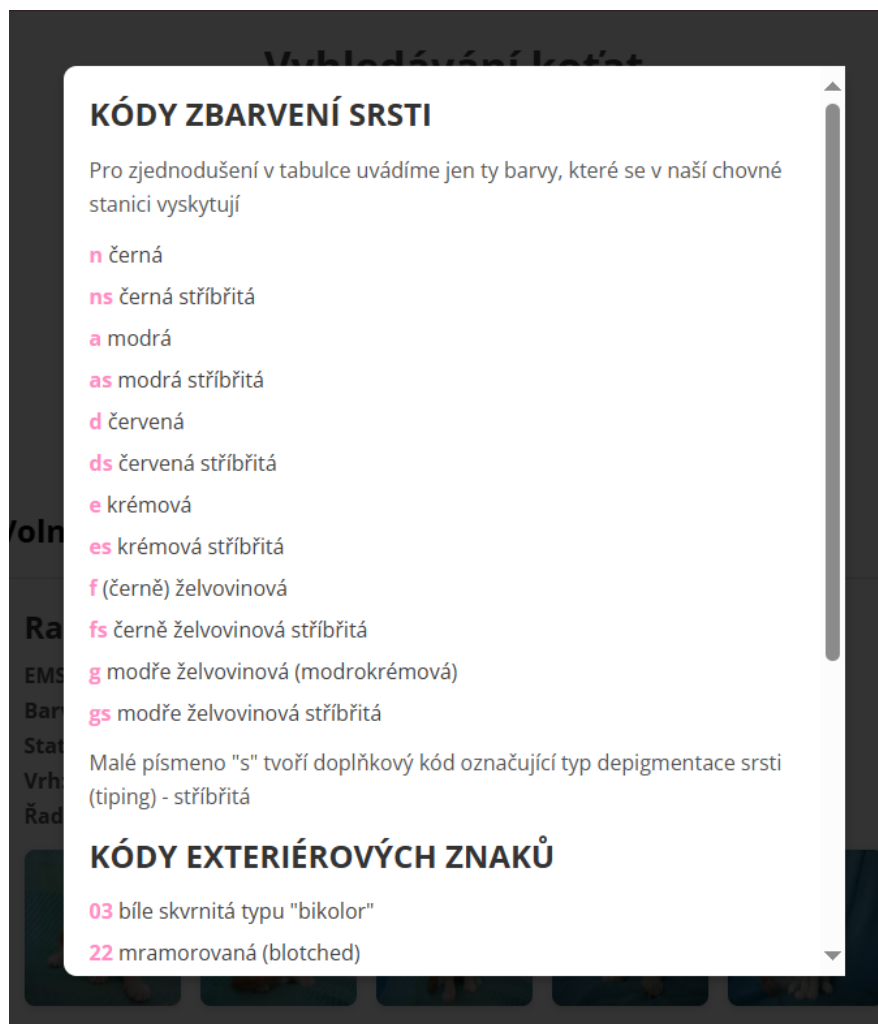 Vyhledávání koťat
KÓDY ZBARVENÍ SRSTI
Pro zjednodušení v tabulce uvádíme jen ty barvy, které se v naší chovné
stanici vyskytují
n černá
ns černá stříbřitá
a modrá
as modrá stříbřitá
d červená
ds červená stříbřitá
e krémová
es krémová stříbřitá
f (černě) želvovinová
fs černě želvovinová stříbřitá
g modře želvovinová (modrokrémová)
gs modře želvovinová stříbřitá
Malé písmeno "s" tvoří doplňkový kód označující typ depigmentace srsti
(tiping) - stříbřitá
KÓDY EXTERIÉROVÝCH ZNAKŮ
03 bíle skvrnitá typu "bikolor"
22 mramorovaná (blotched)